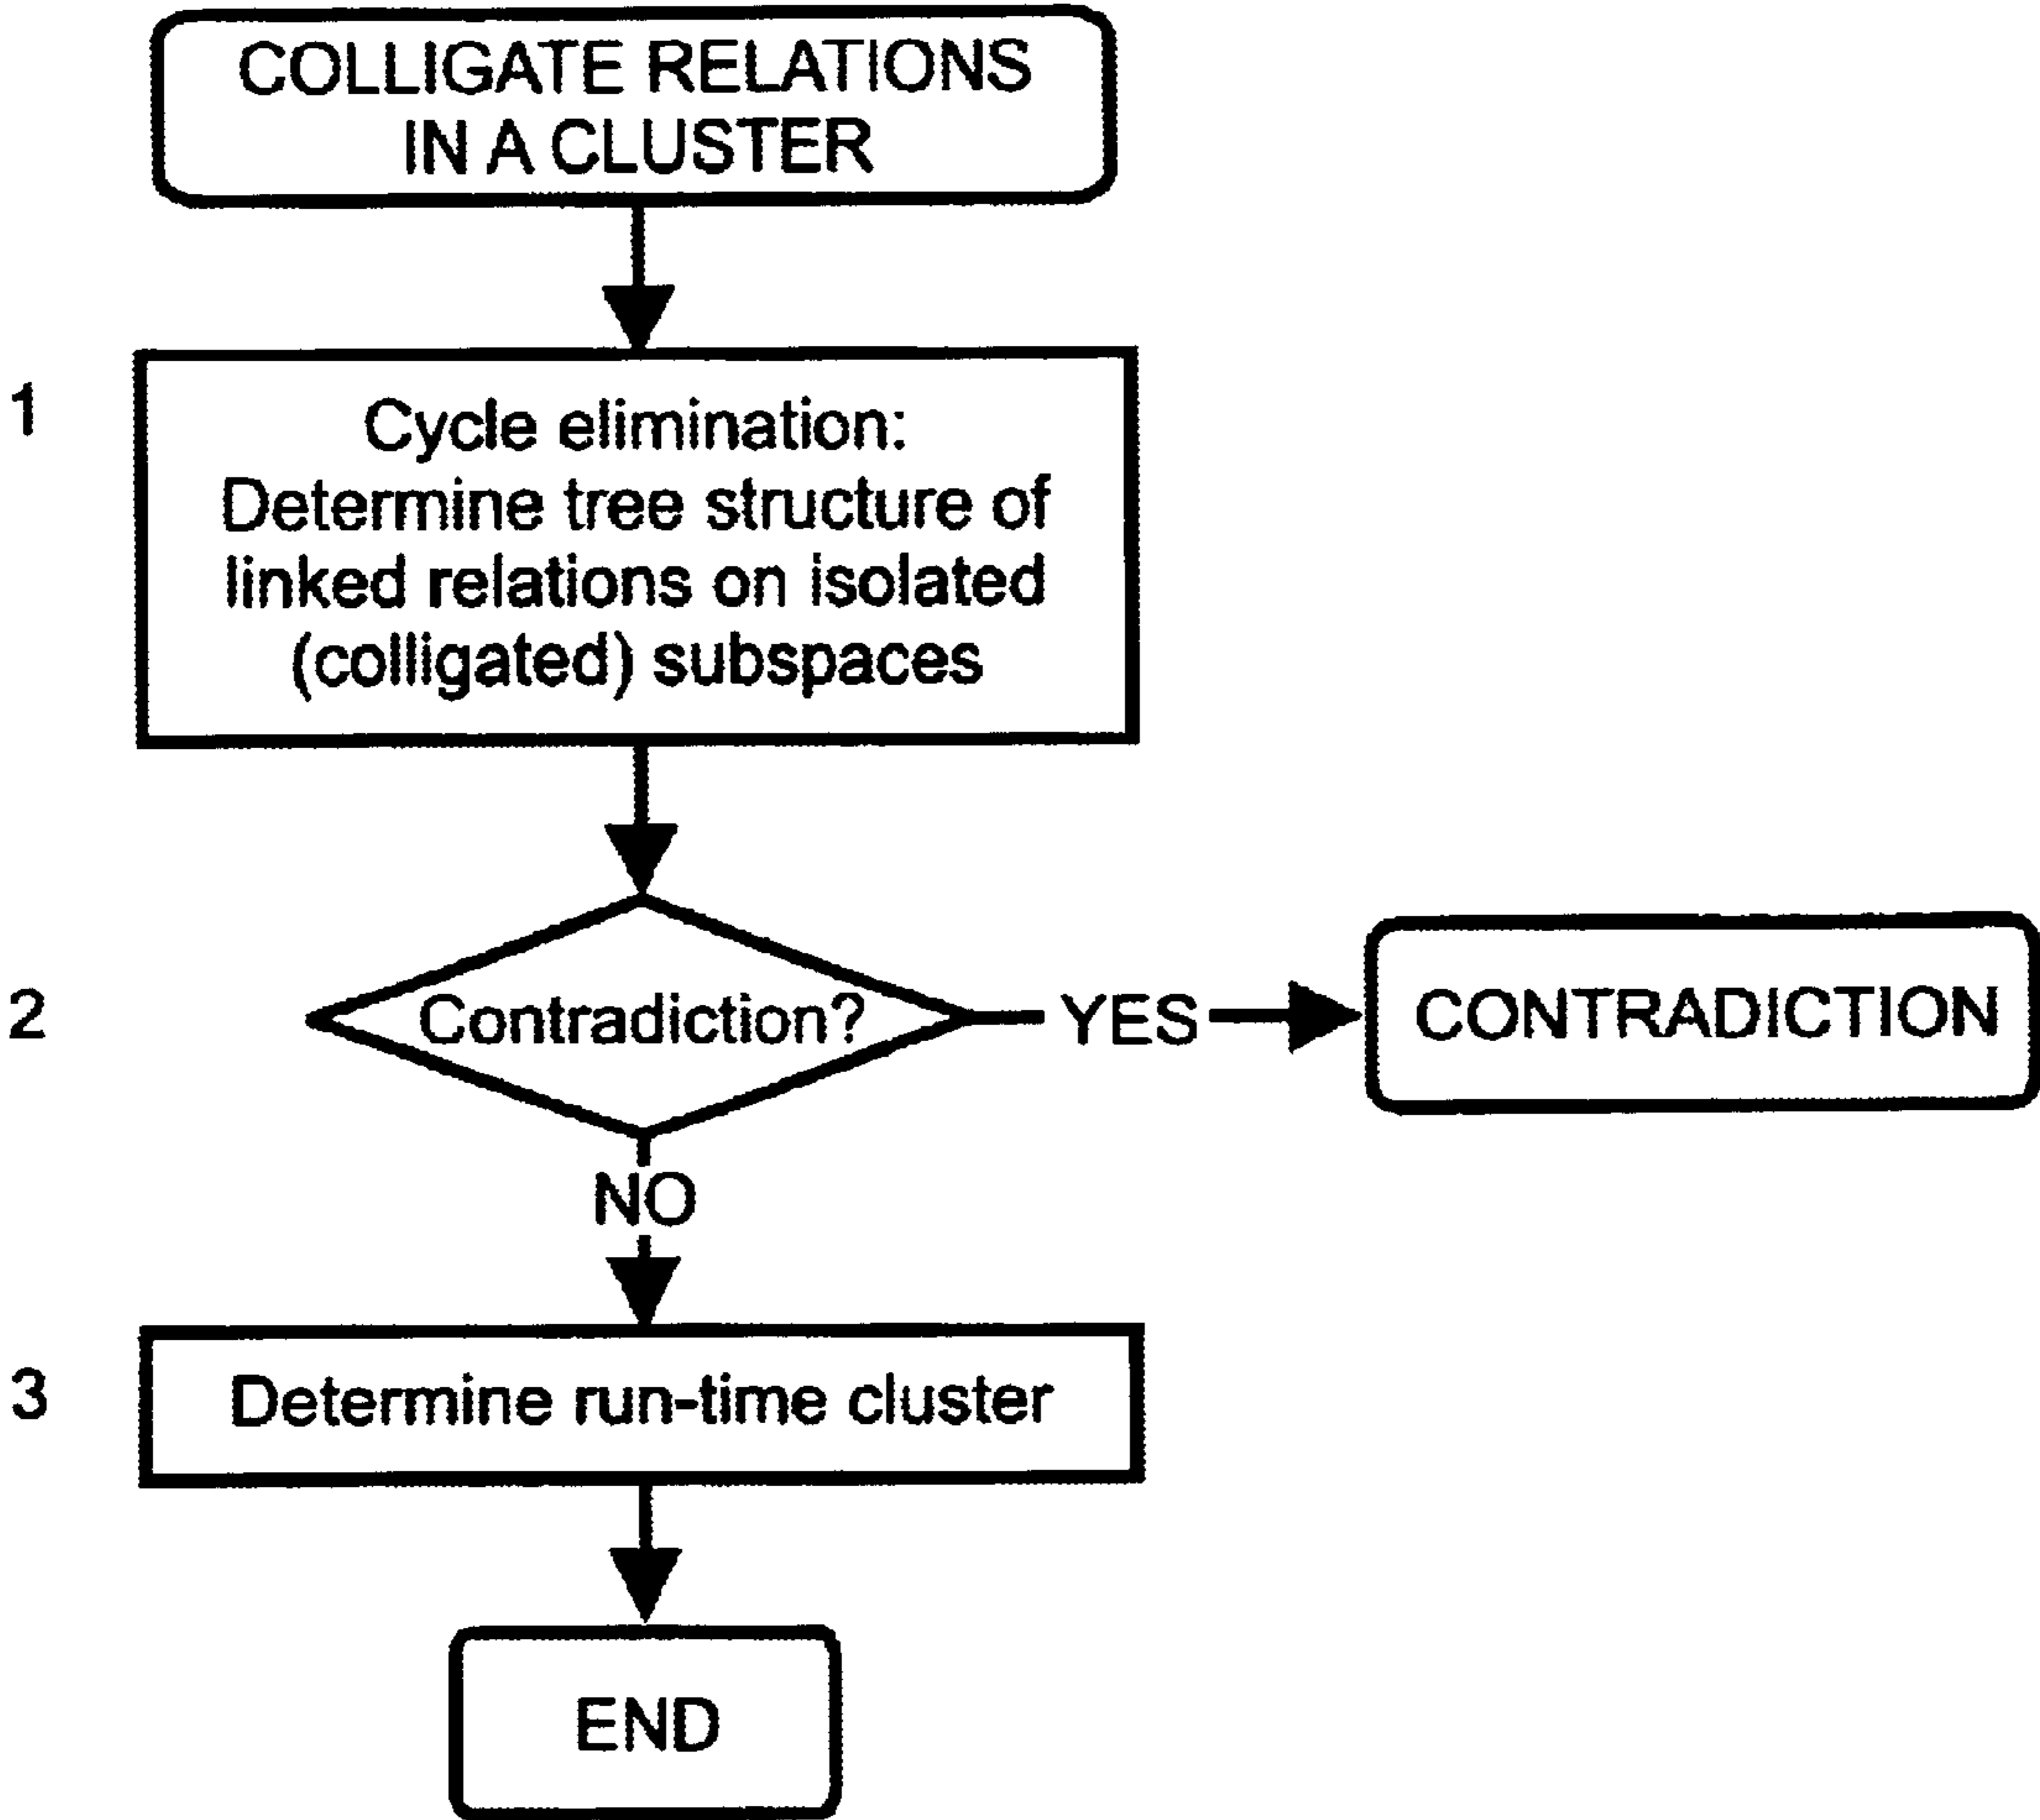 COLLIGATE RELATIONS
IN A CLUSTER
1
Cycle elimination:
Determine tree structure of
linked relations on isolated
(colligated) subspaces
2
Contradiction?
YES
CONTRADICTION
NO
3
Determine run-time cluster
END